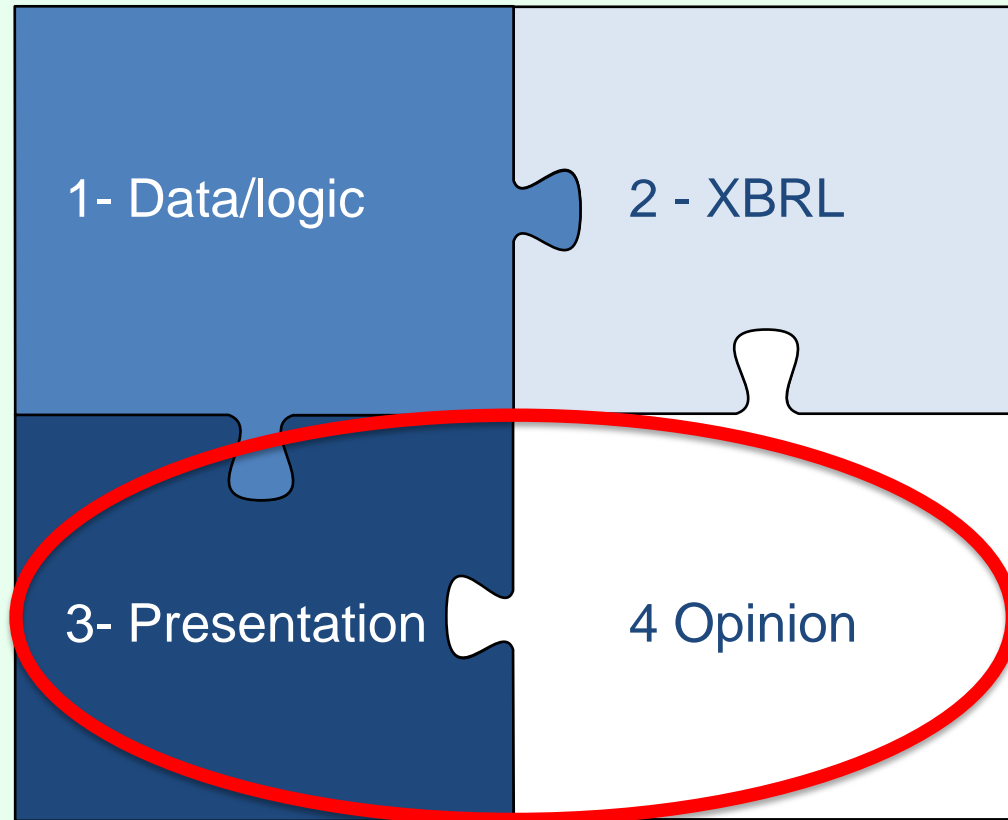 1- Data/logic
2 - XBRL
3- Presentation
4 Opinion